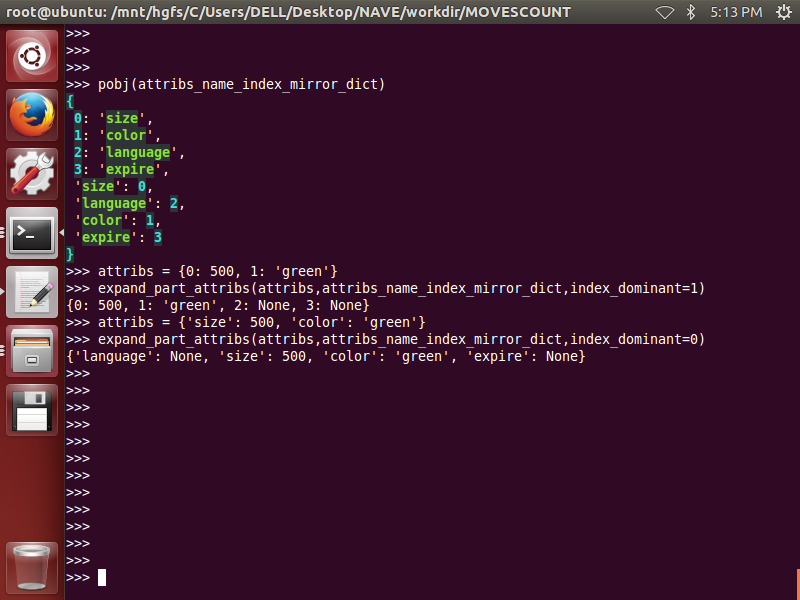 root@ubuntu: /mnt/hgfs/C/Users/DELL/Desktop/NAVE/workdir/MOVESCOUNT 5:13 PM
>>>
>>>
>>>
>>> pobj(attribs_name_index_mirror_dict)
{
 0: 'size',
 1: 'color',
 2: 'language',
 3: 'expire',
 'size': 0,
 'language': 2,
 'color': 1,
 'expire': 3
}
>>> attribs = {0: 500, 1: 'green'}
>>> expand_part_attribs(attribs,attribs_name_index_mirror_dict,index_dominant=1)
{0: 500, 1: 'green', 2: None, 3: None}
>>> attribs = {'size': 500, 'color': 'green'}
>>> expand_part_attribs(attribs,attribs_name_index_mirror_dict,index_dominant=0)
{'language': None, 'size': 500, 'color': 'green', 'expire': None}
>>>
>>>
>>>
>>>
>>>
>>>
>>>
>>>
>>>
>>>
>>>
>>>
>>>